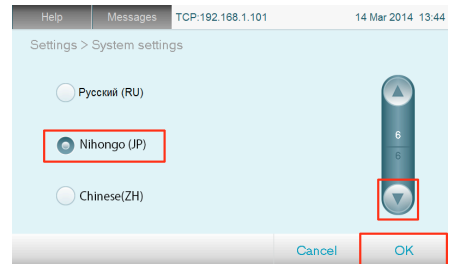 Help Messages TCP:192.168.1.101 14 Mar 2014 13:44
Settings > System settings
Русский (RU)
Nihongo (JP)
6
6
Chinese(ZH)
Cancel OK